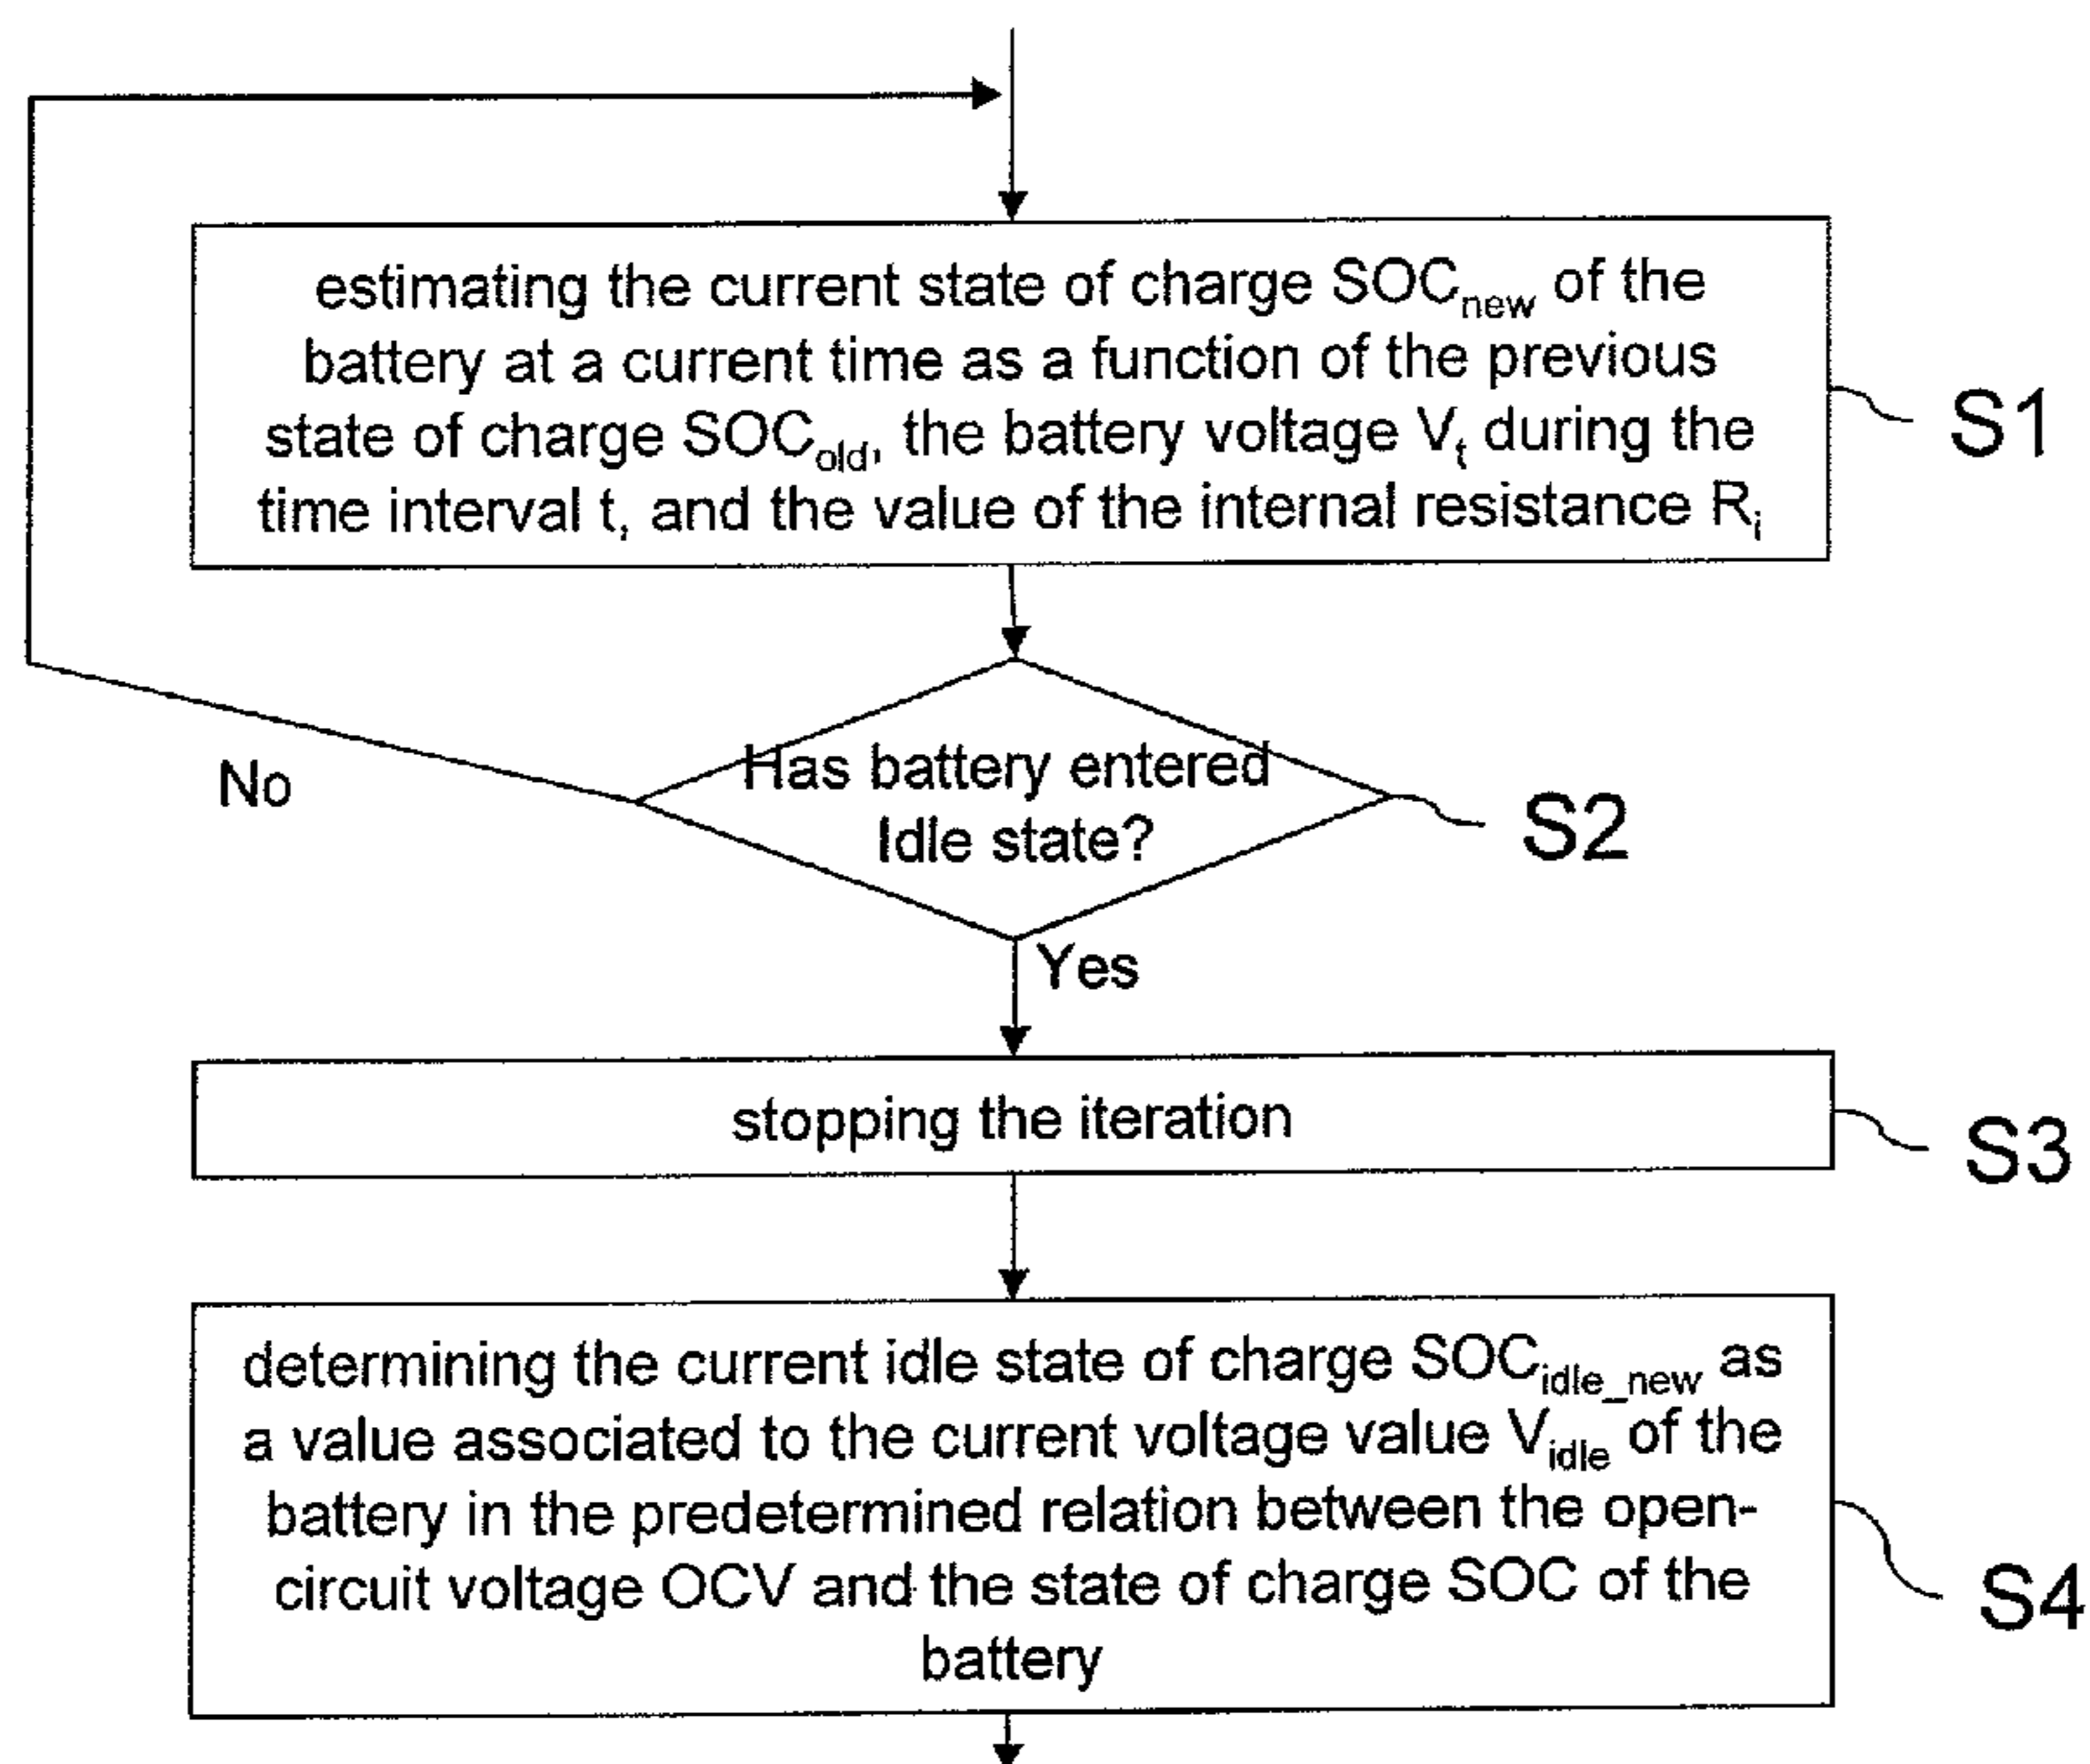 estimating the current state of charge SOCnew of the
battery at a current time as a function of the previous
state of charge SOCold, the battery voltage Vt during the
time interval t, and the value of the internal resistance Ri
S1
Has battery entered
Idle state?
S2
No
Yes
stopping the iteration
S3
determining the current idle state of charge SOCidle_new as
a value associated to the current voltage value Vidle of the
battery in the predetermined relation between the open-
circuit voltage OCV and the state of charge SOC of the
battery
S4